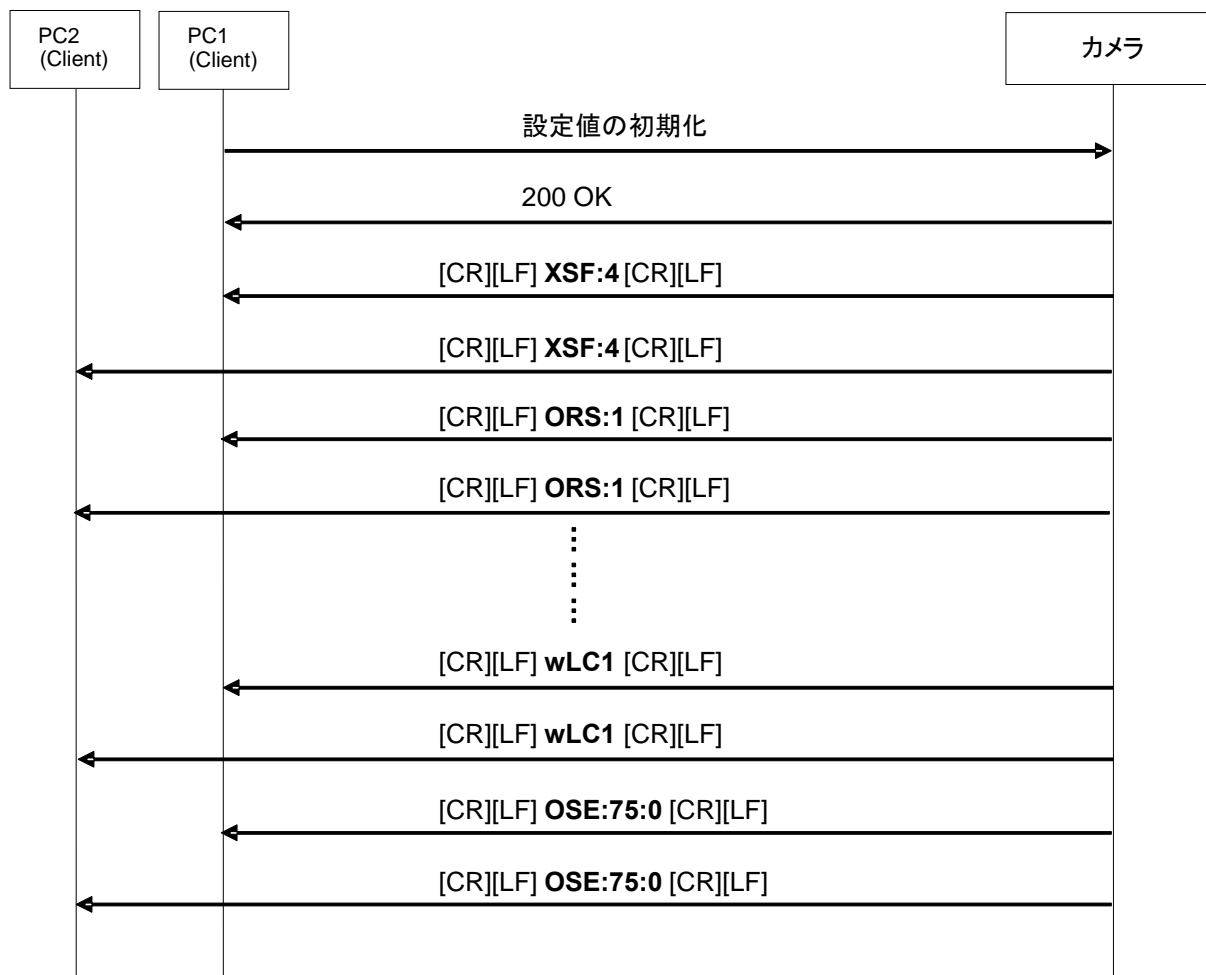 PC2
(Client)
PC1
(Client)
カメラ
設定値の初期化
200 OK
[CR][LF] XSF:4 [CR][LF]
[CR][LF] XSF:4 [CR][LF]
[CR][LF] ORS:1 [CR][LF]
[CR][LF] ORS:1 [CR][LF]
[CR][LF] wLC1 [CR][LF]
[CR][LF] wLC1 [CR][LF]
[CR][LF] OSE:75:0 [CR][LF]
[CR][LF] OSE:75:0 [CR][LF]